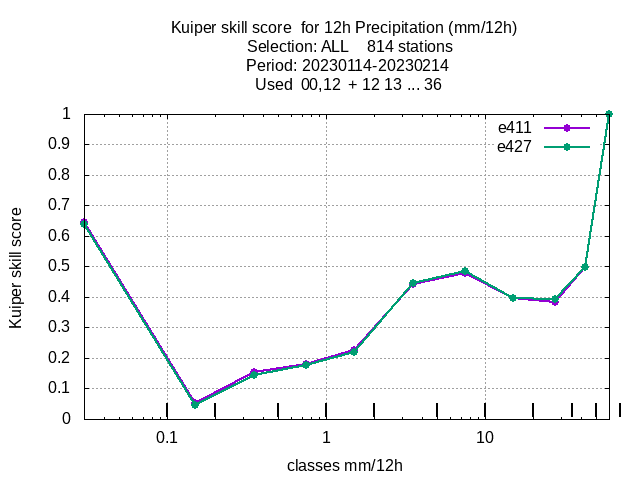 Kuiper skill score  for 12h Precipitation (mm/12h)
Selection: ALL    814 stations
Period: 20230114-20230214
Used  00,12  + 12 13 ... 36
e411
e427
1
0.9
0.8
0.7
0.6
0.5
0.4
0.3
0.2
0.1
0
Kuiper skill score
0.1 1 10
classes mm/12h